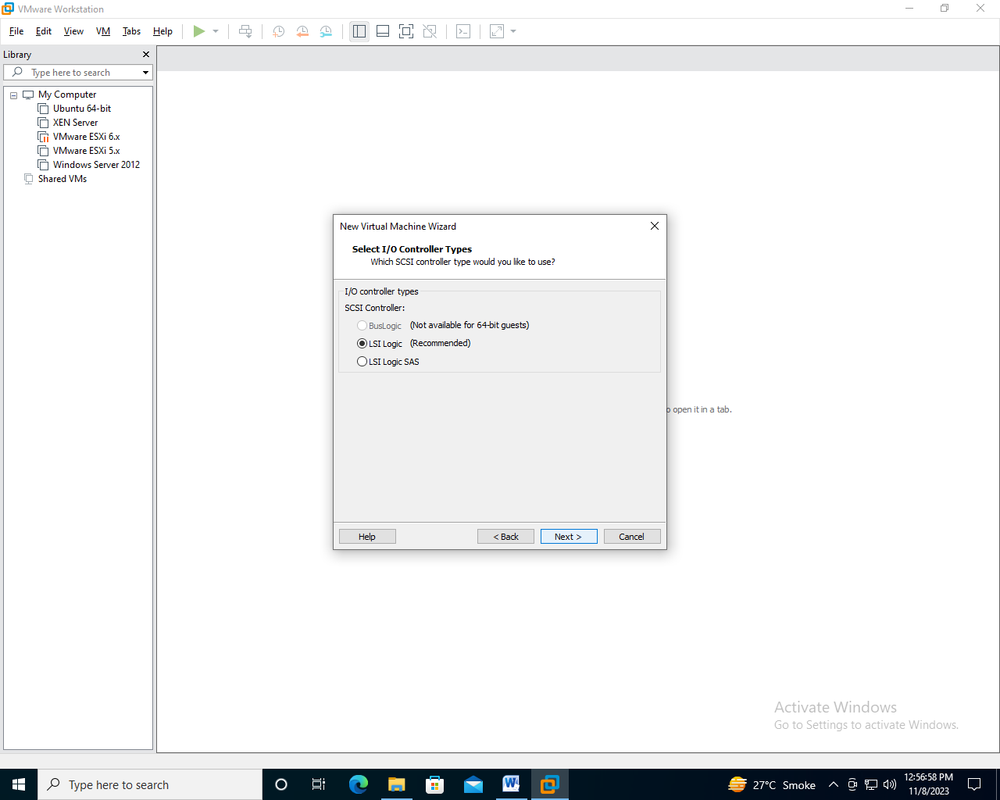 VMware Workstation
File Edit View VM Tabs Help
Library
Type here to search
My Computer
Ubuntu 64-bit
XEN Server
VMware ESXi 6.x
VMware ESXi 5.x
Windows Server 2012
Shared VMs
New Virtual Machine Wizard
Select I/O Controller Types
Which SCSI controller type would you like to use?
I/O controller types
SCSI Controller:
BusLogic (Not available for 64-bit guests)
LSI Logic (Recommended)
LSI Logic SAS
o open it in a tab.
Help < Back Next > Cancel
Activate Windows
Go to Settings to activate Windows.
Type here to search
27°C Smoke
12:56:58 PM
11/8/2023